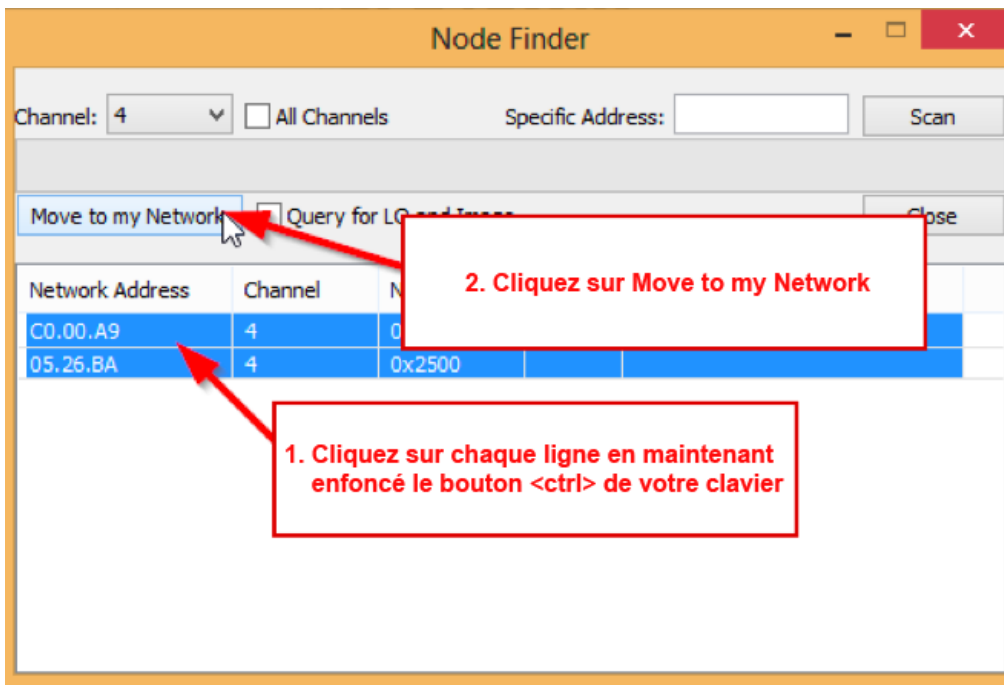 Node Finder
Channel: 4 All Channels Specific Address: Scan
Move to my Network Query for Close
2. Cliquez sur Move to my Network
Network Address Channel
C0.00.A9 4
05.26.BA 4 0x2500
1. Cliquez sur chaque ligne en maintenant
enfoncé le bouton <ctrl> de votre clavier